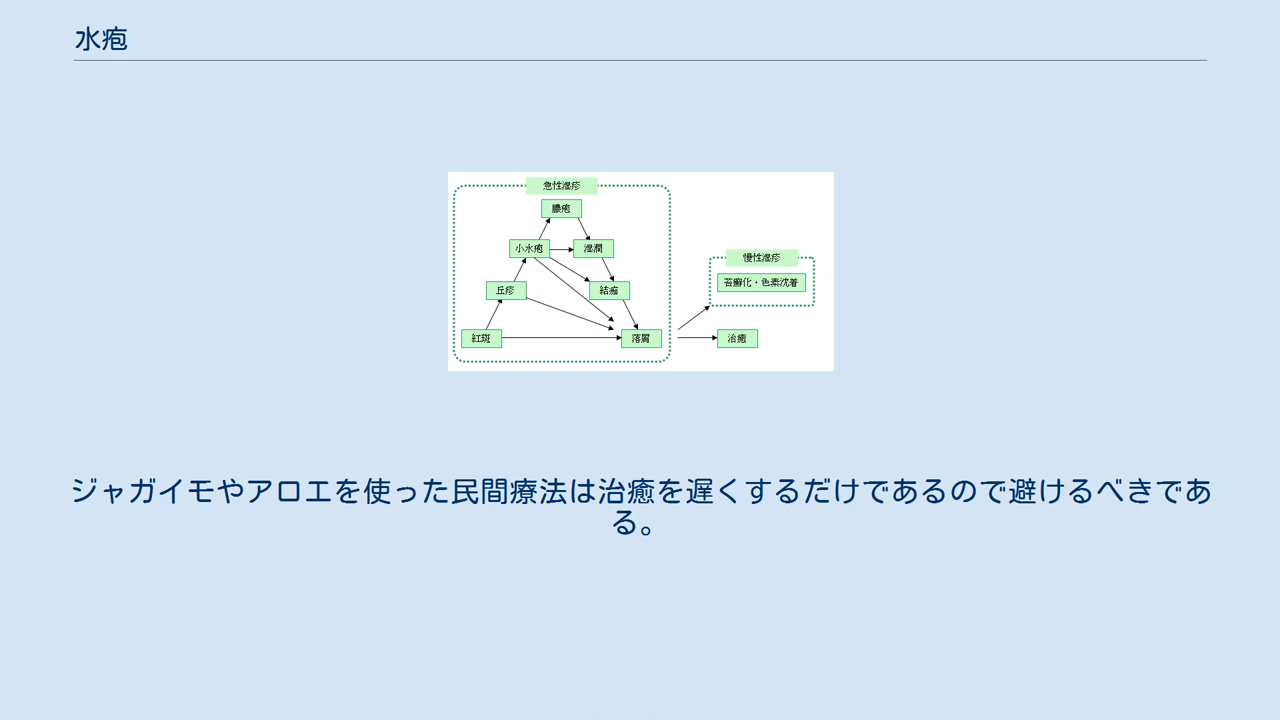 水疱
急性湿疹
膿疱
小水疱
湿潤
慢性湿疹
苔癬化・色素沈着
丘疹
結痂
紅斑
落屑
治癒
ジャガイモやアロエを使った民間療法は治癒を遅くするだけであるので避けるべきであ
る。